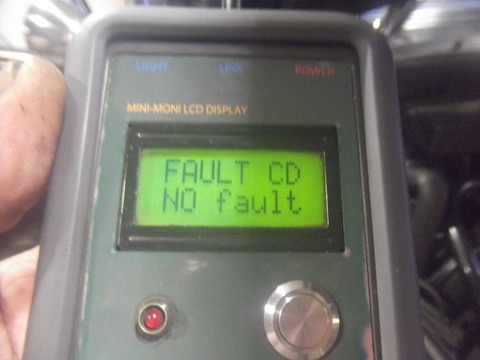 LIGHT LINK POWER
MINI-MONI LCD DISPLAY
FAULT CD
NO fault